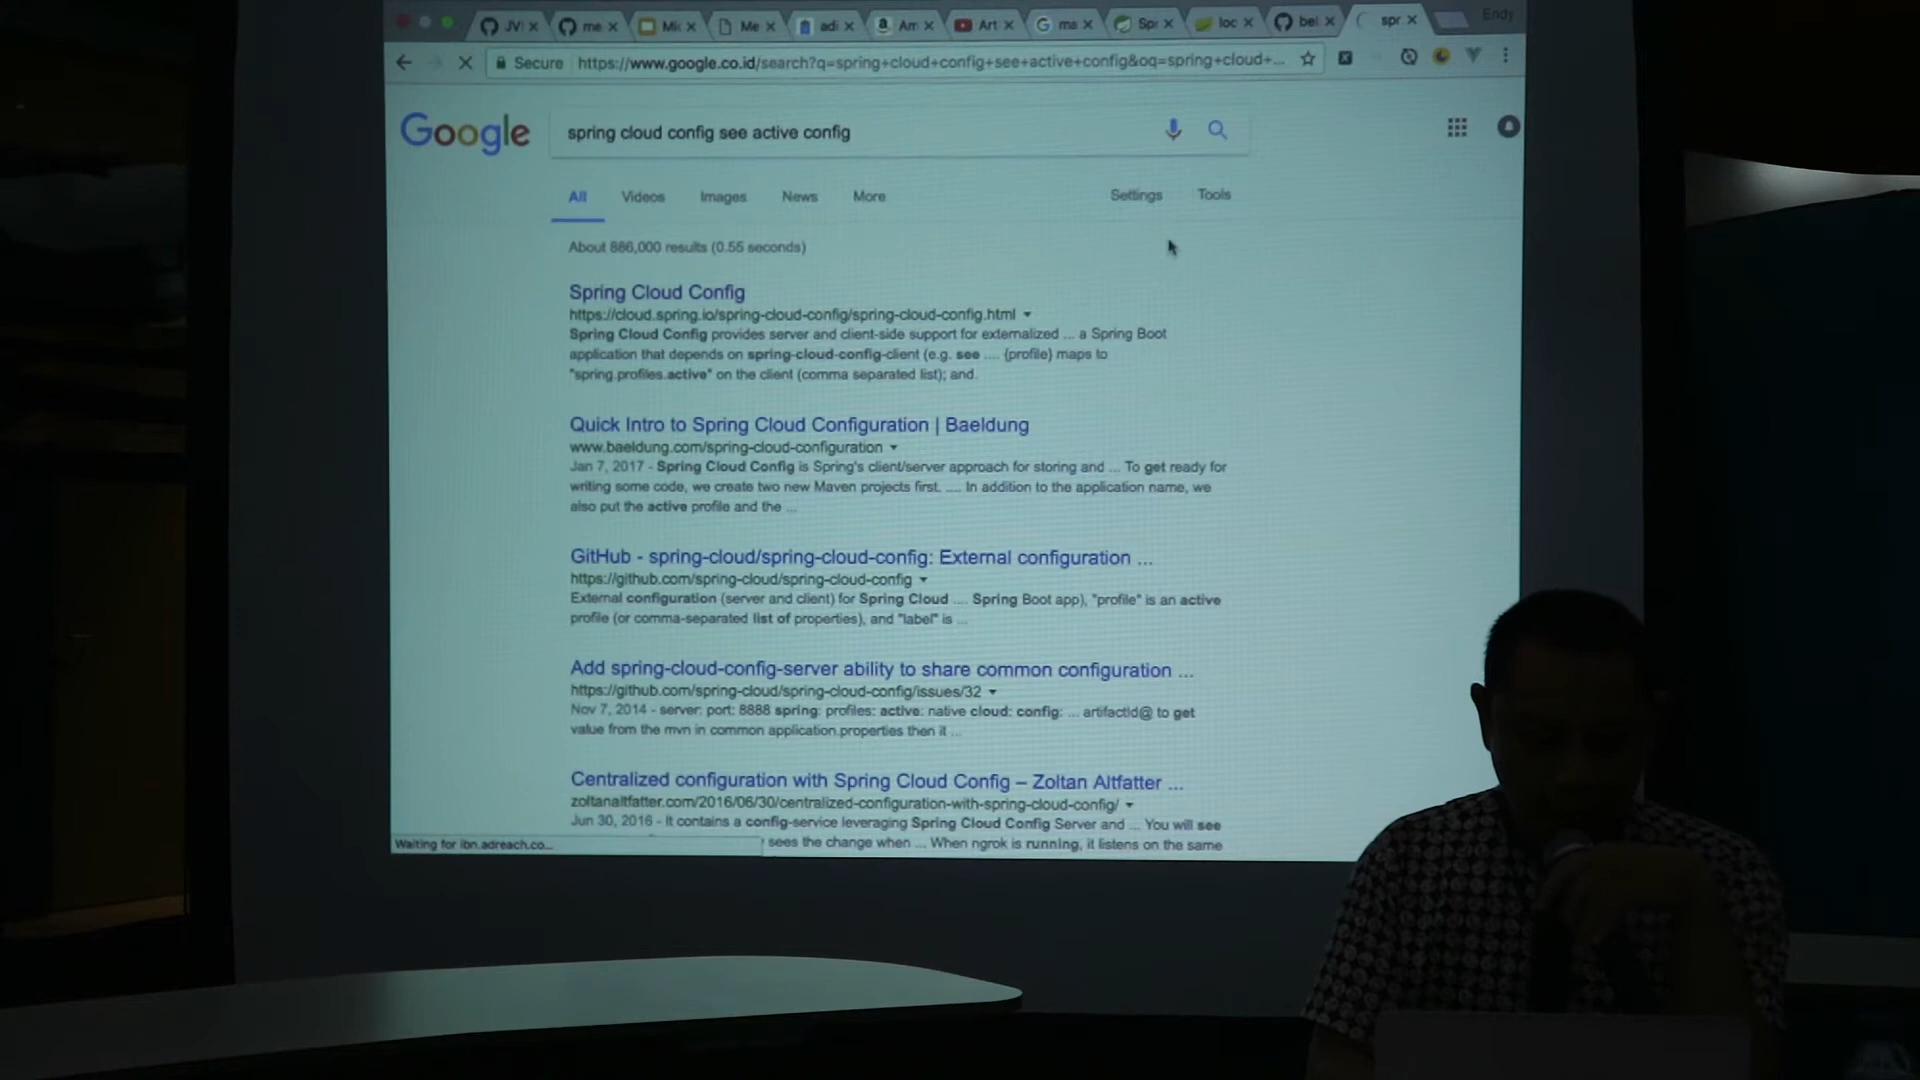 JVI
me
Mic
Me
adi
Am
Art
ma
Spr
loc
bel
spr
Endy
Secure https://www.google.co.id/search?q=spring+cloud+config+see+active+config&oq=spring+cloud+...
Google
spring cloud config see active config
All Videos Images News More Settings Tools
About 886,000 results (0.55 seconds)
Spring Cloud Config
https://cloud.spring.io/spring-cloud-config/spring-cloud-config.html
Spring Cloud Config provides server and client-side support for externalized ... a Spring Boot
application that depends on spring-cloud-config-client (e.g. see .... {profile} maps to
"spring.profiles.active" on the client (comma separated list); and.
Quick Intro to Spring Cloud Configuration | Baeldung
www.baeldung.com/spring-cloud-configuration
Jan 7, 2017 - Spring Cloud Config is Spring's client/server approach for storing and ... To get ready for
writing some code, we create two new Maven projects first. .... In addition to the application name, we
also put the active profile and the ...
GitHub - spring-cloud/spring-cloud-config: External configuration ...
https://github.com/spring-cloud/spring-cloud-config
External configuration (server and client) for Spring Cloud .... Spring Boot app), "profile" is an active
profile (or comma-separated list of properties), and "label" is ...
Add spring-cloud-config-server ability to share common configuration ...
https://github.com/spring-cloud/spring-cloud-config/issues/32
Nov 7, 2014 - server: port: 8888 spring: profiles: active: native cloud: config: ... artifactId@ to get
value from the mvn in common application.properties then it ...
Centralized configuration with Spring Cloud Config – Zoltan Altfatter ...
zoltanaltfatter.com/2016/06/30/centralized-configuration-with-spring-cloud-config/
Jun 30, 2016 - It contains a config-service leveraging Spring Cloud Config Server and ... You will see
sees the change when ... When ngrok is running, it listens on the same
Waiting for ibn.adreach.co...